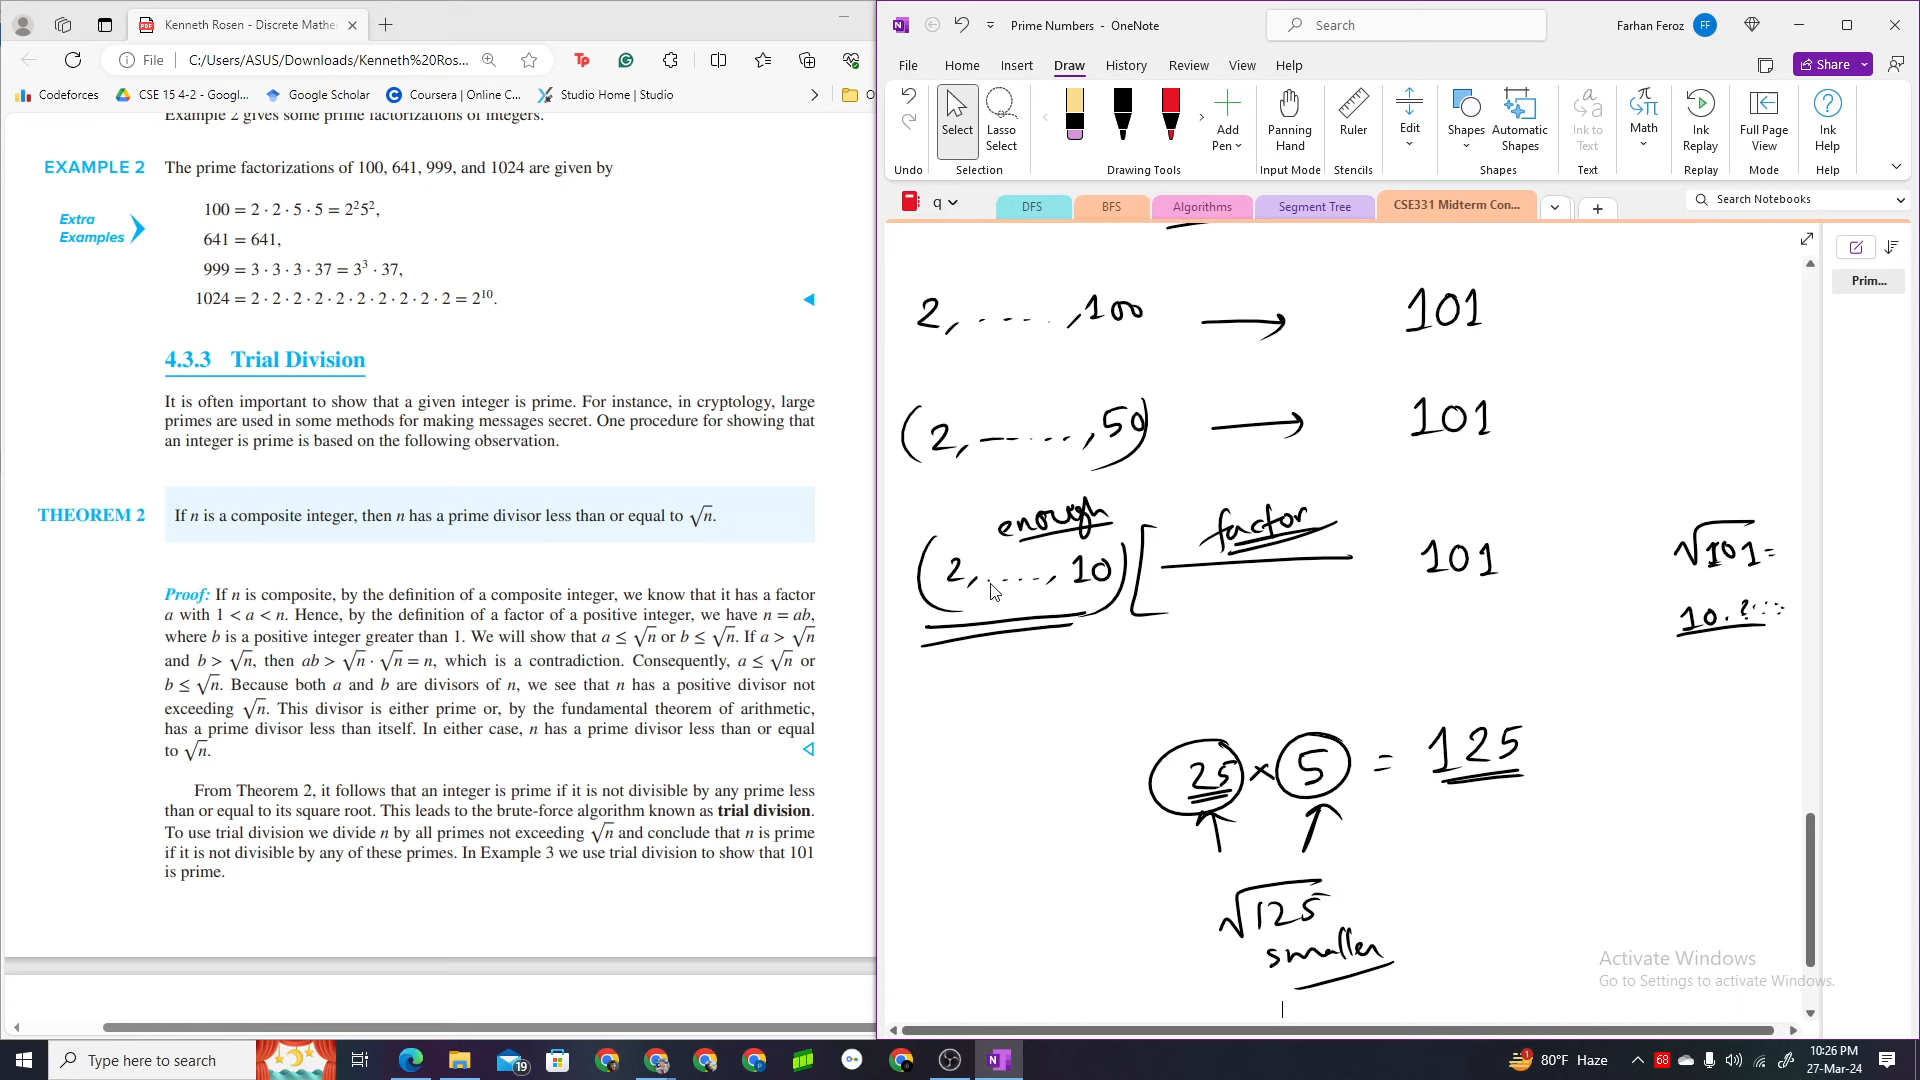 Kenneth Rosen - Discrete Mathe
File
C:/Users/ASUS/Downloads/Kenneth%20Ros...
Codeforces
CSE 15 4-2 - Googl...
Google Scholar
Coursera | Online C...
Studio Home | Studio
Example 2 gives some prime factorizations of integers.
EXAMPLE 2 The prime factorizations of 100, 641, 999, and 1024 are given by
Extra
Examples
100 = 2 · 2 · 5 · 5 = 2²5²,
641 = 641,
999 = 3 · 3 · 3 · 37 = 3³ · 37,
1024 = 2 · 2 · 2 · 2 · 2 · 2 · 2 · 2 · 2 · 2 = 2¹⁰.
4.3.3 Trial Division
It is often important to show that a given integer is prime. For instance, in cryptology, large
primes are used in some methods for making messages secret. One procedure for showing that
an integer is prime is based on the following observation.
THEOREM 2 If n is a composite integer, then n has a prime divisor less than or equal to √n.
Proof: If n is composite, by the definition of a composite integer, we know that it has a factor
a with 1 < a < n. Hence, by the definition of a factor of a positive integer, we have n = ab,
where b is a positive integer greater than 1. We will show that a ≤ √n or b ≤ √n. If a > √n
and b > √n, then ab > √n · √n = n, which is a contradiction. Consequently, a ≤ √n or
b ≤ √n. Because both a and b are divisors of n, we see that n has a positive divisor not
exceeding √n. This divisor is either prime or, by the fundamental theorem of arithmetic,
has a prime divisor less than itself. In either case, n has a prime divisor less than or equal
to √n.
From Theorem 2, it follows that an integer is prime if it is not divisible by any prime less
than or equal to its square root. This leads to the brute-force algorithm known as trial division.
To use trial division we divide n by all primes not exceeding √n and conclude that n is prime
if it is not divisible by any of these primes. In Example 3 we use trial division to show that 101
is prime.
Prime Numbers - OneNote
Search
Farhan Feroz FF
File Home Insert Draw History Review View Help
Share
Select
Lasso
Select
Add
Pen
Panning
Hand
Ruler
Edit
Shapes
Automatic
Shapes
Ink to
Text
Math
Ink
Replay
Full Page
View
Ink
Help
Undo Selection Drawing Tools Input Mode Stencils Shapes Text Replay Mode Help
q
DFS
BFS
Algorithms
Segment Tree
CSE331 Midterm Con...
Search Notebooks
Prim...
2, ....., 100 → 101
(2, ......, 50) → 101
enough factor
(2, ....., 10) [ 101
√101 =
10.?....
25 × 5 = 125
√125
smaller
Activate Windows
Go to Settings to activate Windows.
Type here to search
19
1
80°F Haze
68
10:26 PM
27-Mar-24